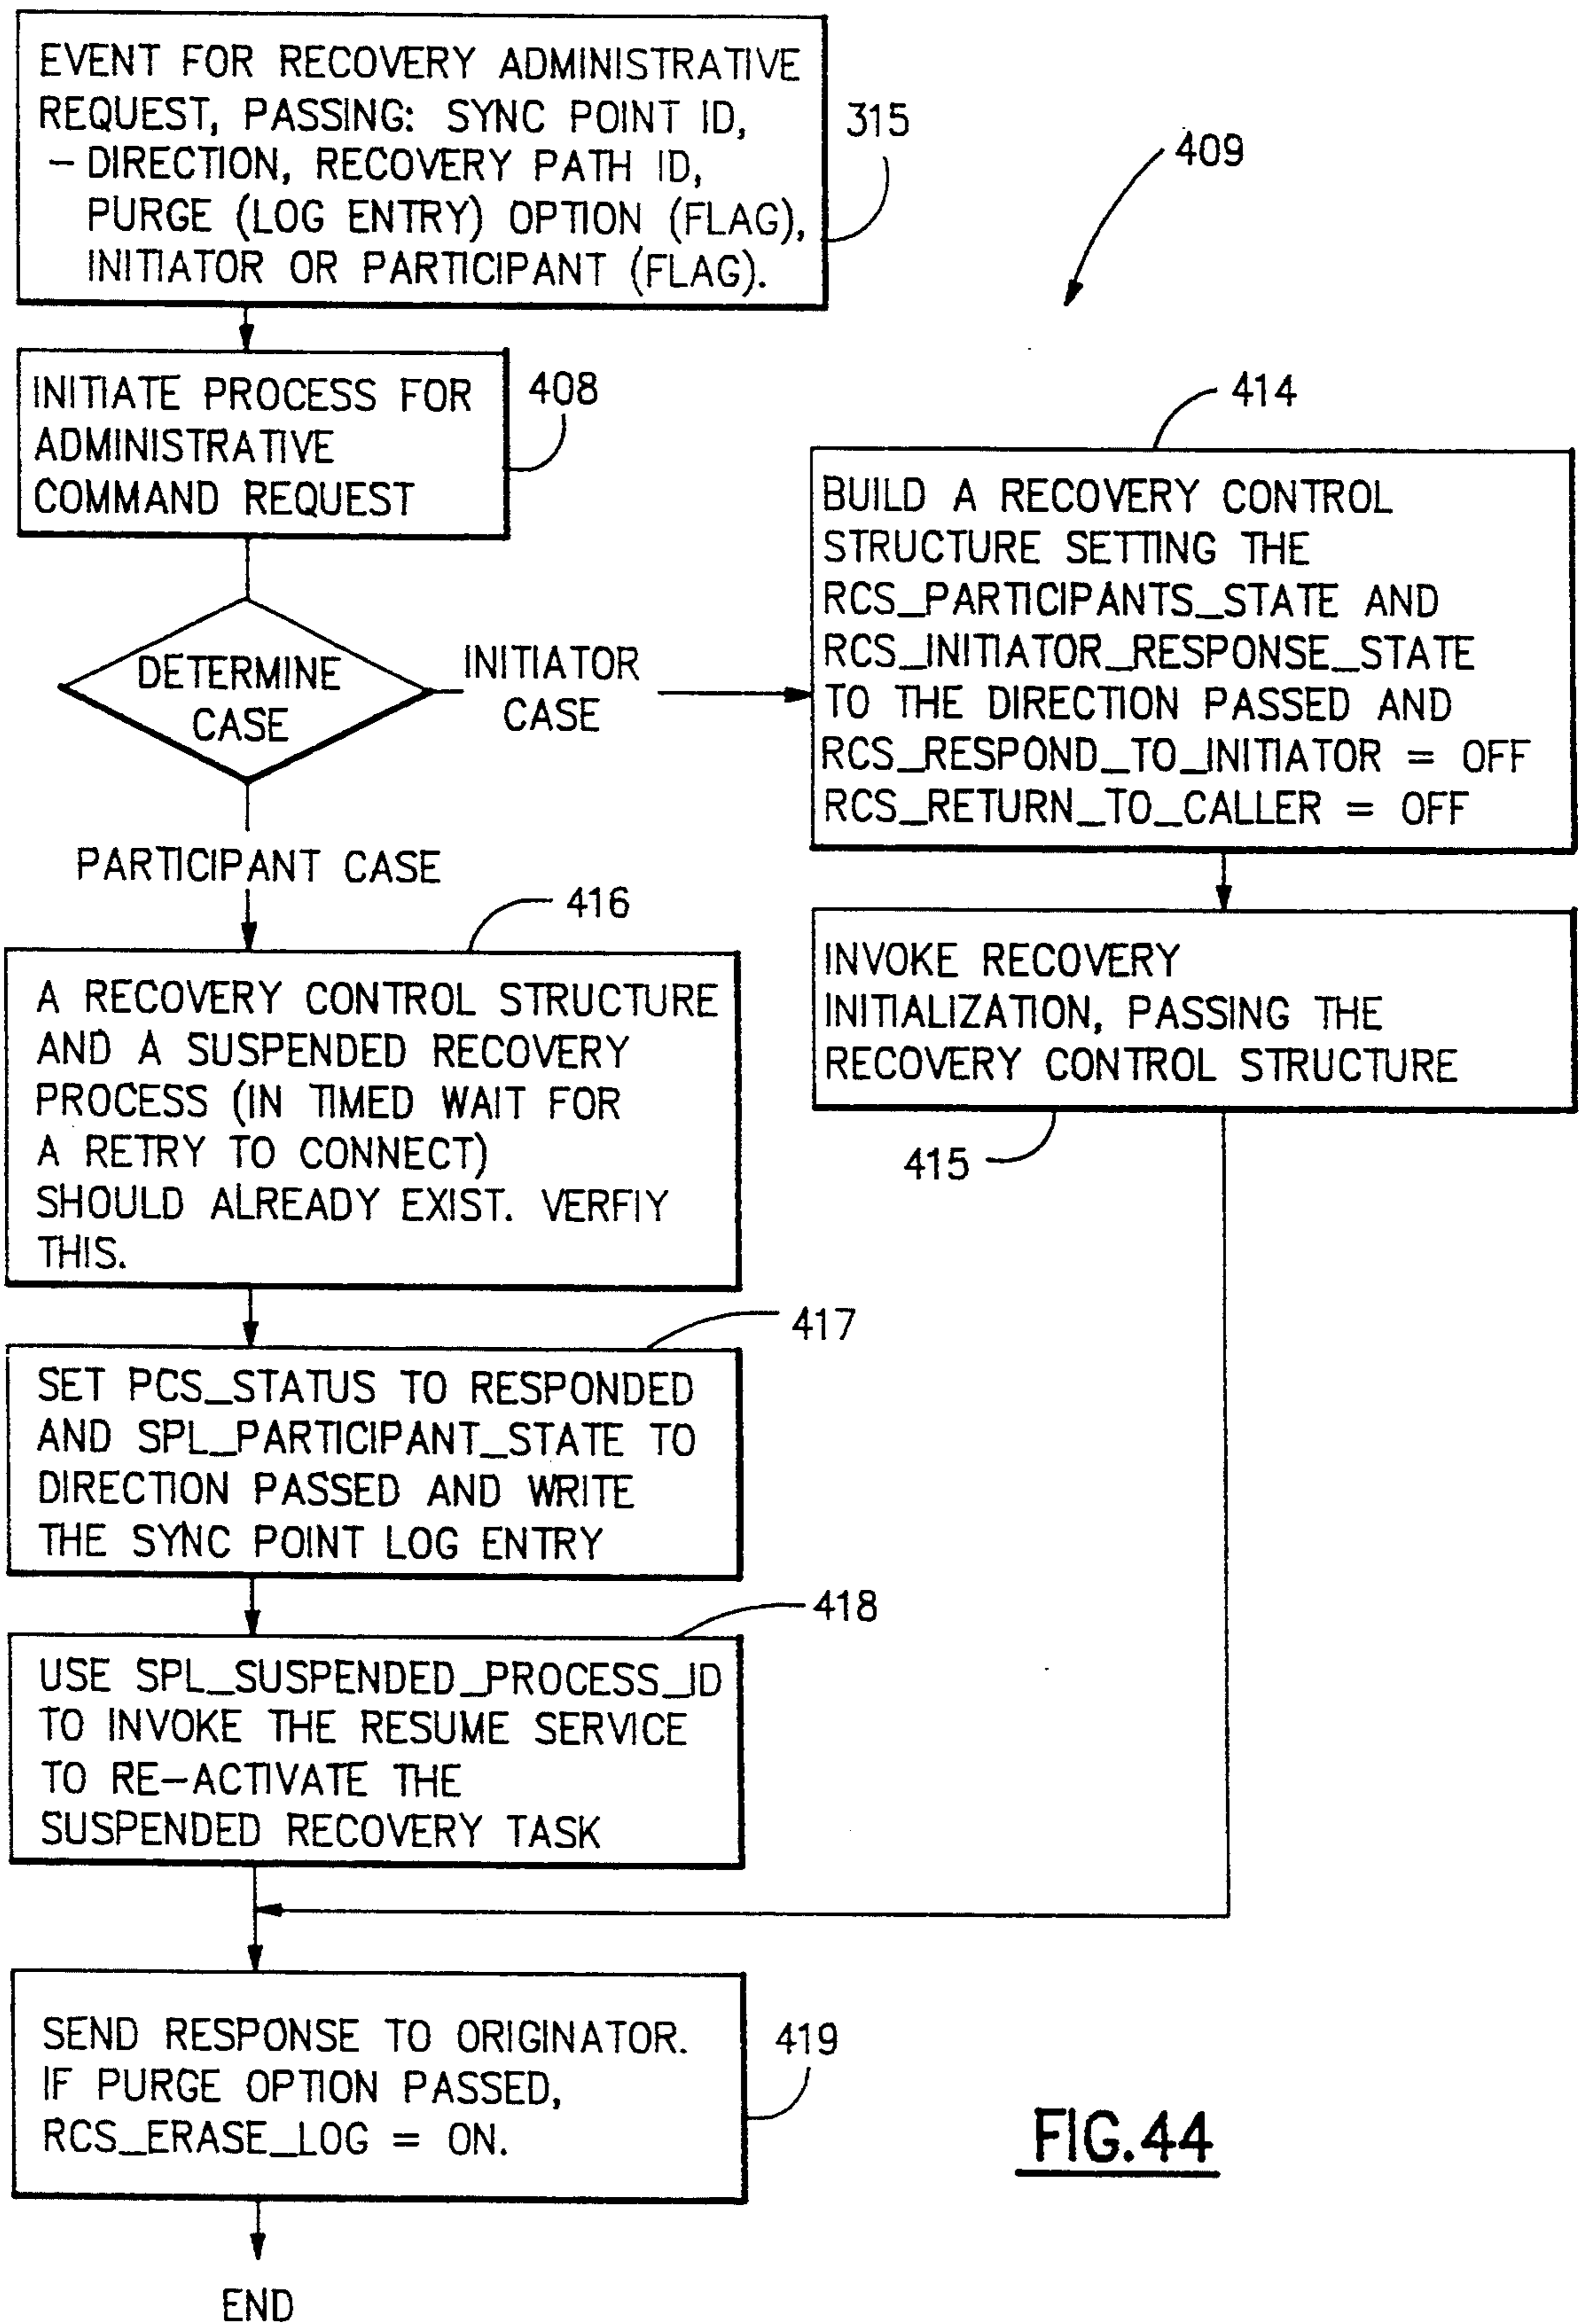 EVENT FOR RECOVERY ADMINISTRATIVE
REQUEST, PASSING: SYNC POINT ID,
– DIRECTION, RECOVERY PATH ID,
PURGE (LOG ENTRY) OPTION (FLAG),
INITIATOR OR PARTICIPANT (FLAG).
315
409
INITIATE PROCESS FOR
ADMINISTRATIVE
COMMAND REQUEST
408
DETERMINE
CASE
INITIATOR
CASE
414
BUILD A RECOVERY CONTROL
STRUCTURE SETTING THE
RCS_PARTICIPANTS_STATE AND
RCS_INITIATOR_RESPONSE_STATE
TO THE DIRECTION PASSED AND
RCS_RESPOND_TO_INITIATOR = OFF
RCS_RETURN_TO_CALLER = OFF
INVOKE RECOVERY
INITIALIZATION, PASSING THE
RECOVERY CONTROL STRUCTURE
415
PARTICIPANT CASE
416
A RECOVERY CONTROL STRUCTURE
AND A SUSPENDED RECOVERY
PROCESS (IN TIMED WAIT FOR
A RETRY TO CONNECT)
SHOULD ALREADY EXIST. VERFIY
THIS.
417
SET PCS_STATUS TO RESPONDED
AND SPL_PARTICIPANT_STATE TO
DIRECTION PASSED AND WRITE
THE SYNC POINT LOG ENTRY
418
USE SPL_SUSPENDED_PROCESS_ID
TO INVOKE THE RESUME SERVICE
TO RE–ACTIVATE THE
SUSPENDED RECOVERY TASK
SEND RESPONSE TO ORIGINATOR.
IF PURGE OPTION PASSED,
RCS_ERASE_LOG = ON.
419
END
FIG.44